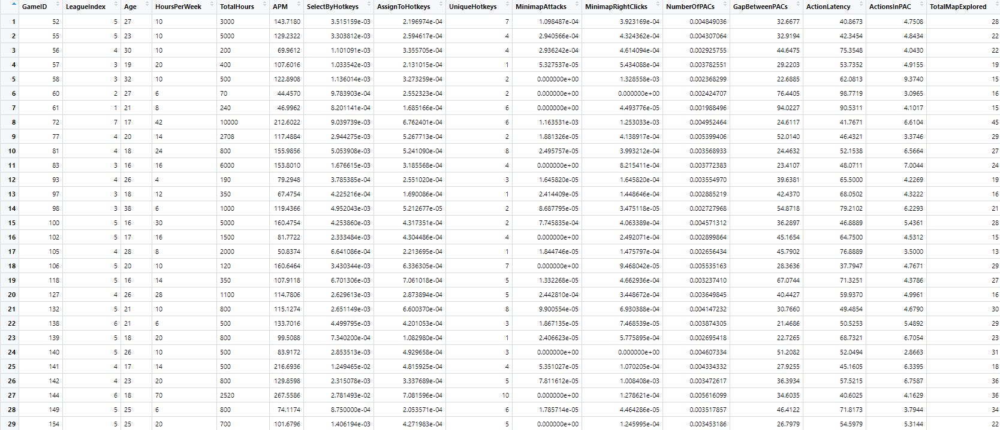 GameID LeagueIndex Age HoursPerWeek TotalHours APM SelectByHotkeys AssignToHotkeys UniqueHotkeys MinimapAttacks MinimapRightClicks NumberOfPACs GapBetweenPACs ActionLatency ActionsInPAC TotalMapExplored
1 52 5 27 10 3000 143.7180 3.515159e-03 2.196974e-04 7 1.098487e-04 3.923169e-04 0.004849036 32.6677 40.8673 4.7508 28
2 55 5 23 10 5000 129.2322 3.303812e-03 2.594617e-04 4 2.940566e-04 4.324362e-04 0.004307064 32.9194 42.3454 4.8434 22
3 56 4 30 10 200 69.9612 1.101091e-03 3.355705e-04 4 2.936242e-04 4.614094e-04 0.002925755 44.6475 75.3548 4.0430 22
4 57 3 19 20 400 107.6016 1.033542e-03 2.131015e-04 1 5.327537e-05 5.434088e-04 0.003782551 29.2203 53.7352 4.9155 19
5 58 3 32 10 500 122.8908 1.136014e-03 3.273259e-04 2 0.000000e+00 1.328558e-03 0.002368299 22.6885 62.0813 9.3740 15
6 60 2 27 6 70 44.4570 9.783903e-04 2.552323e-04 2 0.000000e+00 0.000000e+00 0.002424707 76.4405 98.7719 3.0965 16
7 61 1 21 8 240 46.9962 8.201141e-04 1.685166e-04 6 0.000000e+00 4.493776e-05 0.001988496 94.0227 90.5311 4.1017 15
8 72 7 17 42 10000 212.6022 9.039739e-03 6.762401e-04 6 1.163531e-03 1.253033e-03 0.004952464 24.6117 41.7671 6.6104 45
9 77 4 20 14 2708 117.4884 2.944275e-03 5.267713e-04 2 1.881326e-05 4.138917e-04 0.005399406 52.0140 46.4321 3.3746 29
10 81 4 18 24 800 155.9856 5.053908e-03 5.241090e-04 8 2.495757e-05 3.993212e-04 0.003568933 24.4632 52.1538 6.5664 27
11 83 3 16 16 6000 153.8010 1.676615e-03 3.185568e-04 4 0.000000e+00 8.215411e-04 0.003772383 23.4107 48.0711 7.0044 24
12 93 4 26 4 190 79.2948 3.785385e-04 2.551020e-04 3 1.645820e-05 1.645820e-04 0.003554970 39.6381 65.5000 4.2269 19
13 97 3 18 12 350 67.4754 4.225216e-04 1.690086e-04 1 2.414409e-05 1.448646e-04 0.002885219 42.4370 68.0502 4.3222 16
14 98 3 38 6 1000 119.4366 4.952043e-03 5.212677e-05 2 8.687795e-05 3.475118e-05 0.002727968 54.8718 79.2102 6.2293 21
15 100 5 16 30 5000 160.4754 4.253860e-03 4.317351e-04 2 7.745835e-04 4.063389e-04 0.004571312 36.2897 46.8889 5.4361 28
16 102 5 17 16 1500 81.7722 2.333484e-03 4.304486e-04 4 0.000000e+00 2.492071e-04 0.002899864 45.1654 64.7500 4.5312 15
17 105 4 28 8 2000 50.8374 6.641086e-04 2.213695e-04 1 1.844746e-05 1.475797e-04 0.002656434 45.7902 76.8889 3.5000 13
18 106 5 20 10 120 160.6464 3.430344e-03 6.336305e-04 7 0.000000e+00 9.468042e-05 0.005535163 28.3636 37.7947 4.7671 29
19 118 5 16 14 350 107.9118 6.701306e-03 7.061018e-04 5 1.332268e-05 4.662936e-04 0.003237410 67.0744 71.3251 4.3786 27
20 127 4 26 28 1100 114.7806 2.629613e-03 2.873894e-04 5 2.442810e-04 3.448672e-04 0.003649845 40.4427 59.9370 4.9961 16
21 132 5 21 10 800 115.1274 2.651149e-03 6.600370e-04 8 9.900554e-05 6.930388e-04 0.004147232 30.7660 49.4854 4.6790 30
22 138 6 21 6 500 133.7016 4.499795e-03 4.201053e-04 3 1.867135e-05 7.468539e-05 0.003874305 21.4686 50.5253 5.4892 29
23 139 5 18 20 800 99.5088 7.340200e-04 1.082980e-04 1 2.406623e-05 5.775895e-04 0.002695418 22.7265 68.7321 6.7054 23
24 140 5 26 10 500 83.9172 2.853513e-03 4.929658e-04 3 0.000000e+00 0.000000e+00 0.004607334 51.2082 52.0494 2.8663 31
25 141 4 17 14 500 216.6936 1.249465e-02 4.815925e-04 4 5.351027e-05 1.070205e-04 0.004334332 27.9255 45.1605 6.3395 18
26 142 4 23 20 800 129.8598 2.315078e-03 3.337689e-04 5 7.811612e-05 1.008408e-03 0.003472617 36.3934 57.5215 6.7587 36
27 144 6 18 70 2520 267.5586 2.781493e-02 7.081596e-04 10 0.000000e+00 1.278621e-04 0.005616099 34.6035 40.6025 4.1629 36
28 149 5 25 6 800 74.1174 8.750000e-04 2.053571e-04 6 1.785714e-05 4.464286e-05 0.003517857 46.4122 71.8173 3.7944 34
29 154 5 25 20 700 101.6796 1.406194e-03 4.271983e-04 5 0.000000e+00 1.245995e-04 0.003453186 26.7979 54.5979 5.3144 22